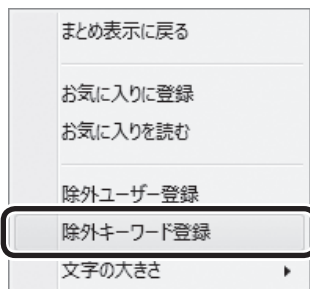 まとめ表示に戻る
お気に入りに登録
お気に入りを読む
除外ユーザー登録
除外キーワード登録
文字の大きさ